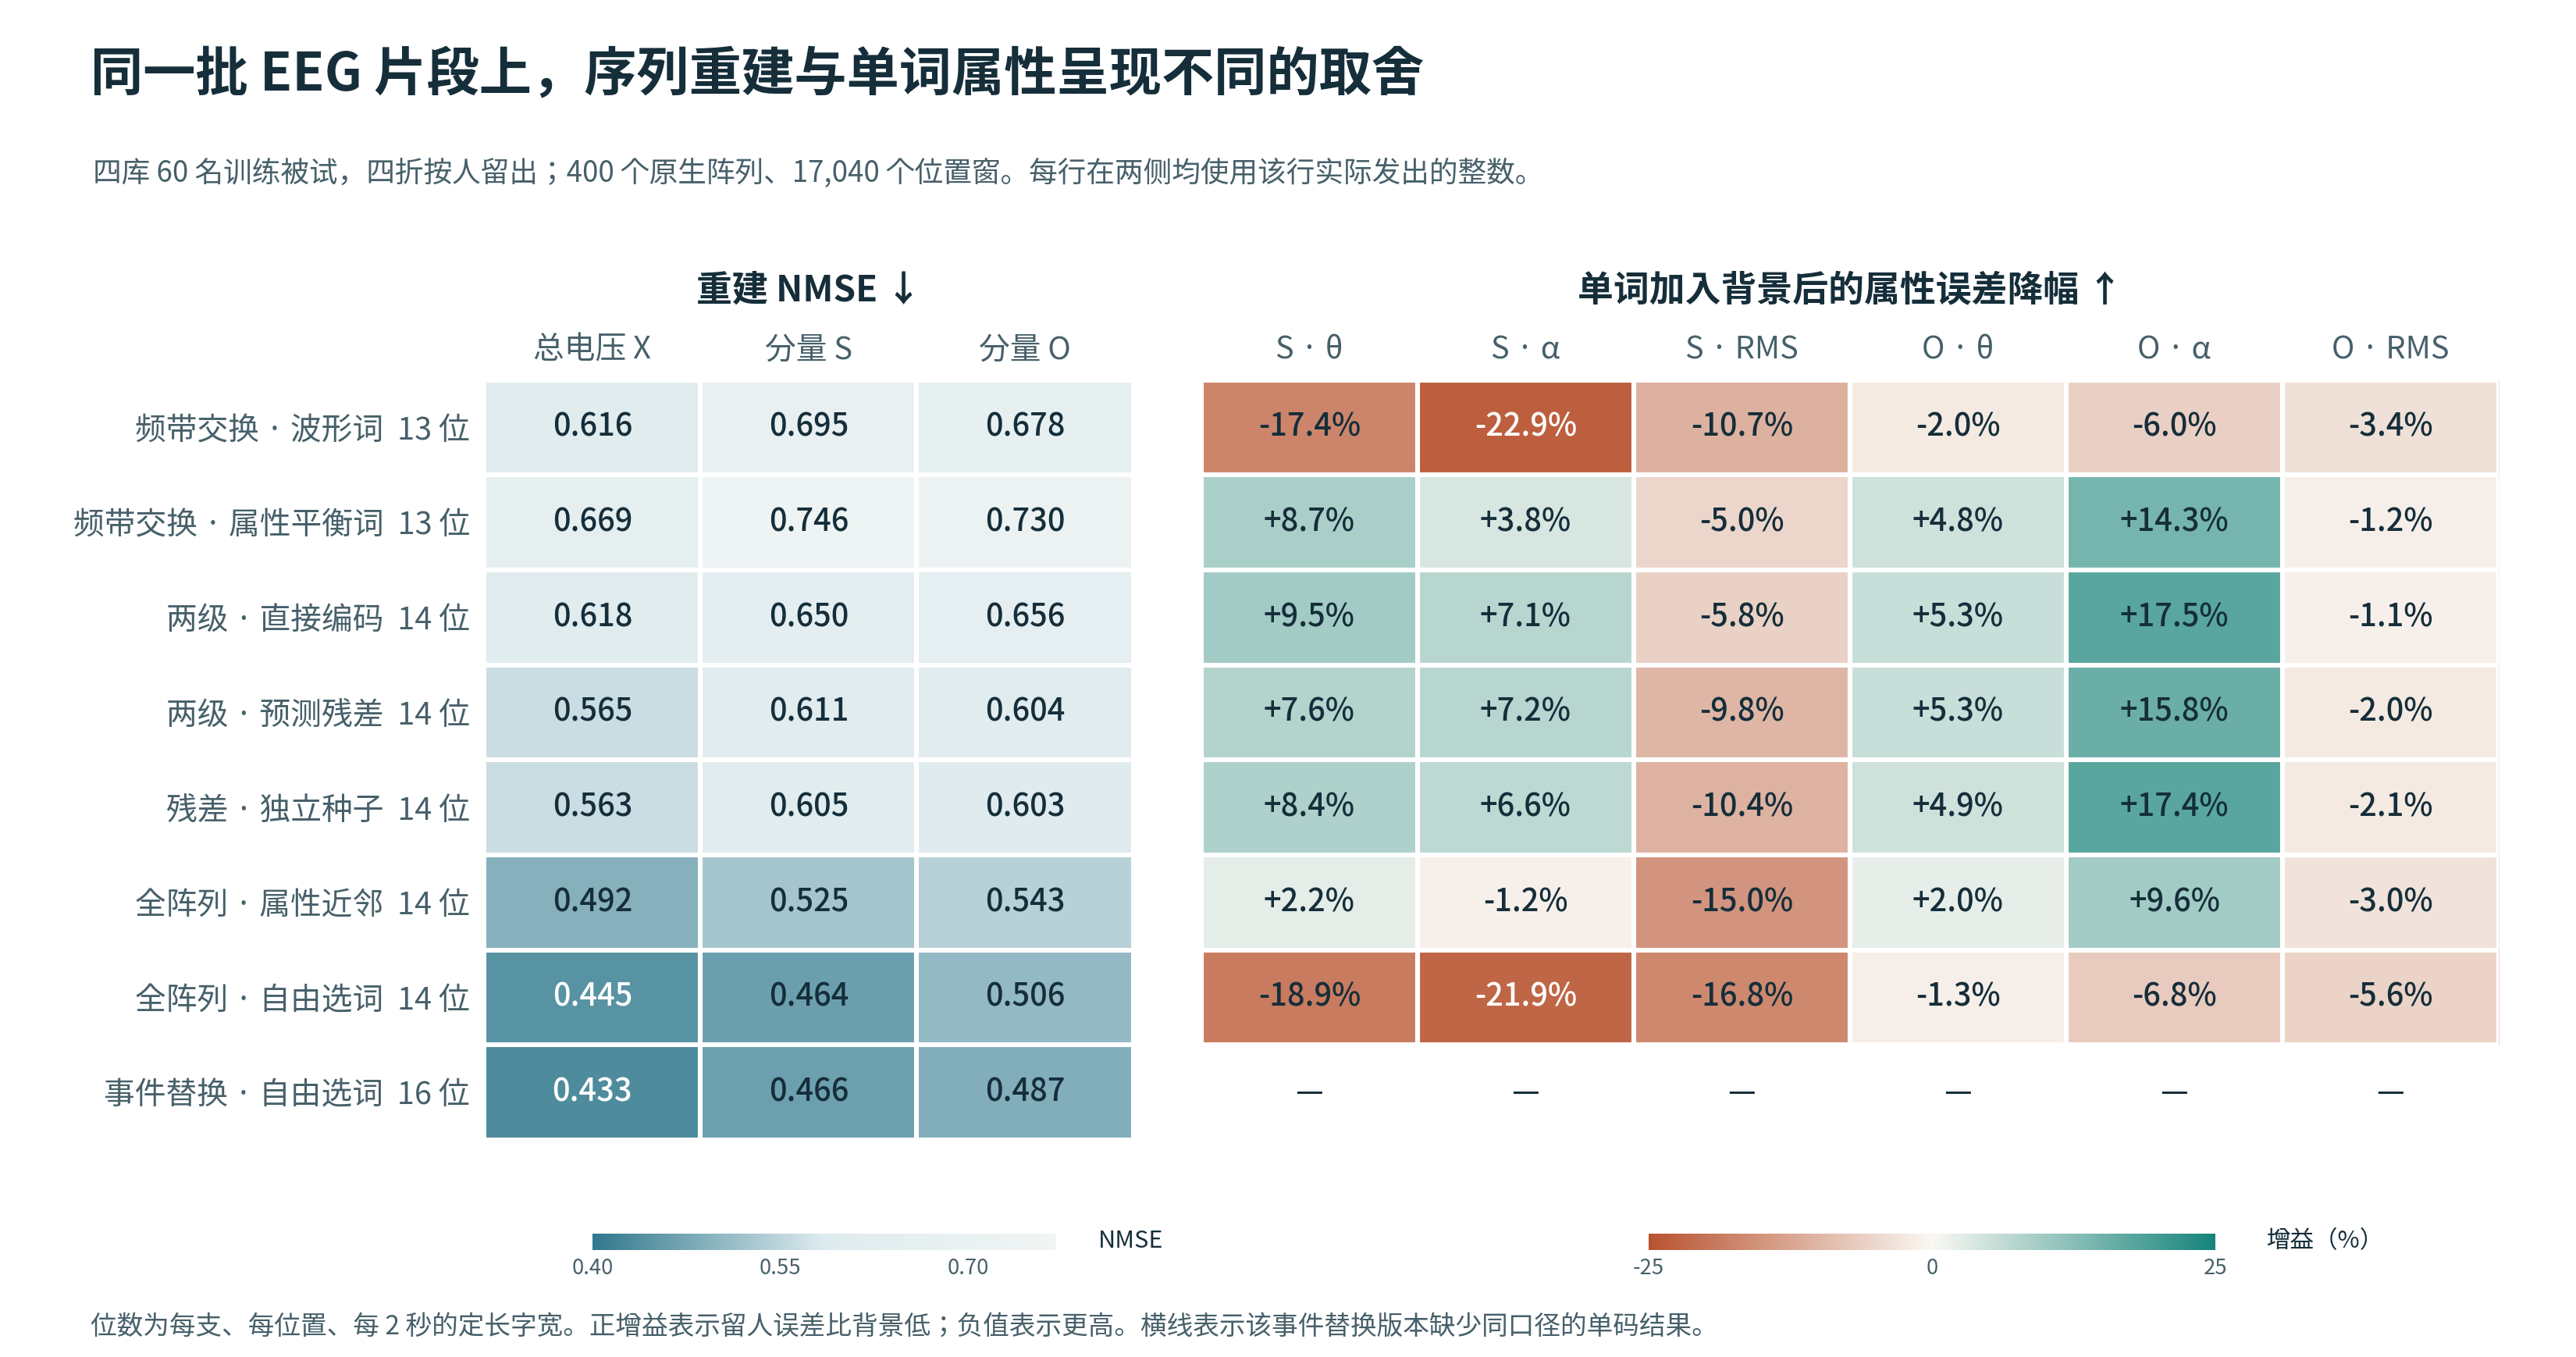 同一批 EEG 片段上，序列重建与单词属性呈现不同的取舍
四库 60 名训练被试，四折按人留出；400 个原生阵列、17,040 个位置窗。每行在两侧均使用该行实际发出的整数。
重建 NMSE ↓ 单词加入背景后的属性误差降幅 ↑
总电压 X 分量 S 分量 O S · θ S · α S · RMS O · θ O · α O · RMS
频带交换 · 波形词 13 位 0.616 0.695 0.678 -17.4% -22.9% -10.7% -2.0% -6.0% -3.4%
频带交换 · 属性平衡词 13 位 0.669 0.746 0.730 +8.7% +3.8% -5.0% +4.8% +14.3% -1.2%
两级 · 直接编码 14 位 0.618 0.650 0.656 +9.5% +7.1% -5.8% +5.3% +17.5% -1.1%
两级 · 预测残差 14 位 0.565 0.611 0.604 +7.6% +7.2% -9.8% +5.3% +15.8% -2.0%
残差 · 独立种子 14 位 0.563 0.605 0.603 +8.4% +6.6% -10.4% +4.9% +17.4% -2.1%
全阵列 · 属性近邻 14 位 0.492 0.525 0.543 +2.2% -1.2% -15.0% +2.0% +9.6% -3.0%
全阵列 · 自由选词 14 位 0.445 0.464 0.506 -18.9% -21.9% -16.8% -1.3% -6.8% -5.6%
事件替换 · 自由选词 16 位 0.433 0.466 0.487 — — — — — —
NMSE 增益（%）
0.40 0.55 0.70 -25 0 25
位数为每支、每位置、每 2 秒的定长字宽。正增益表示留人误差比背景低；负值表示更高。横线表示该事件替换版本缺少同口径的单码结果。